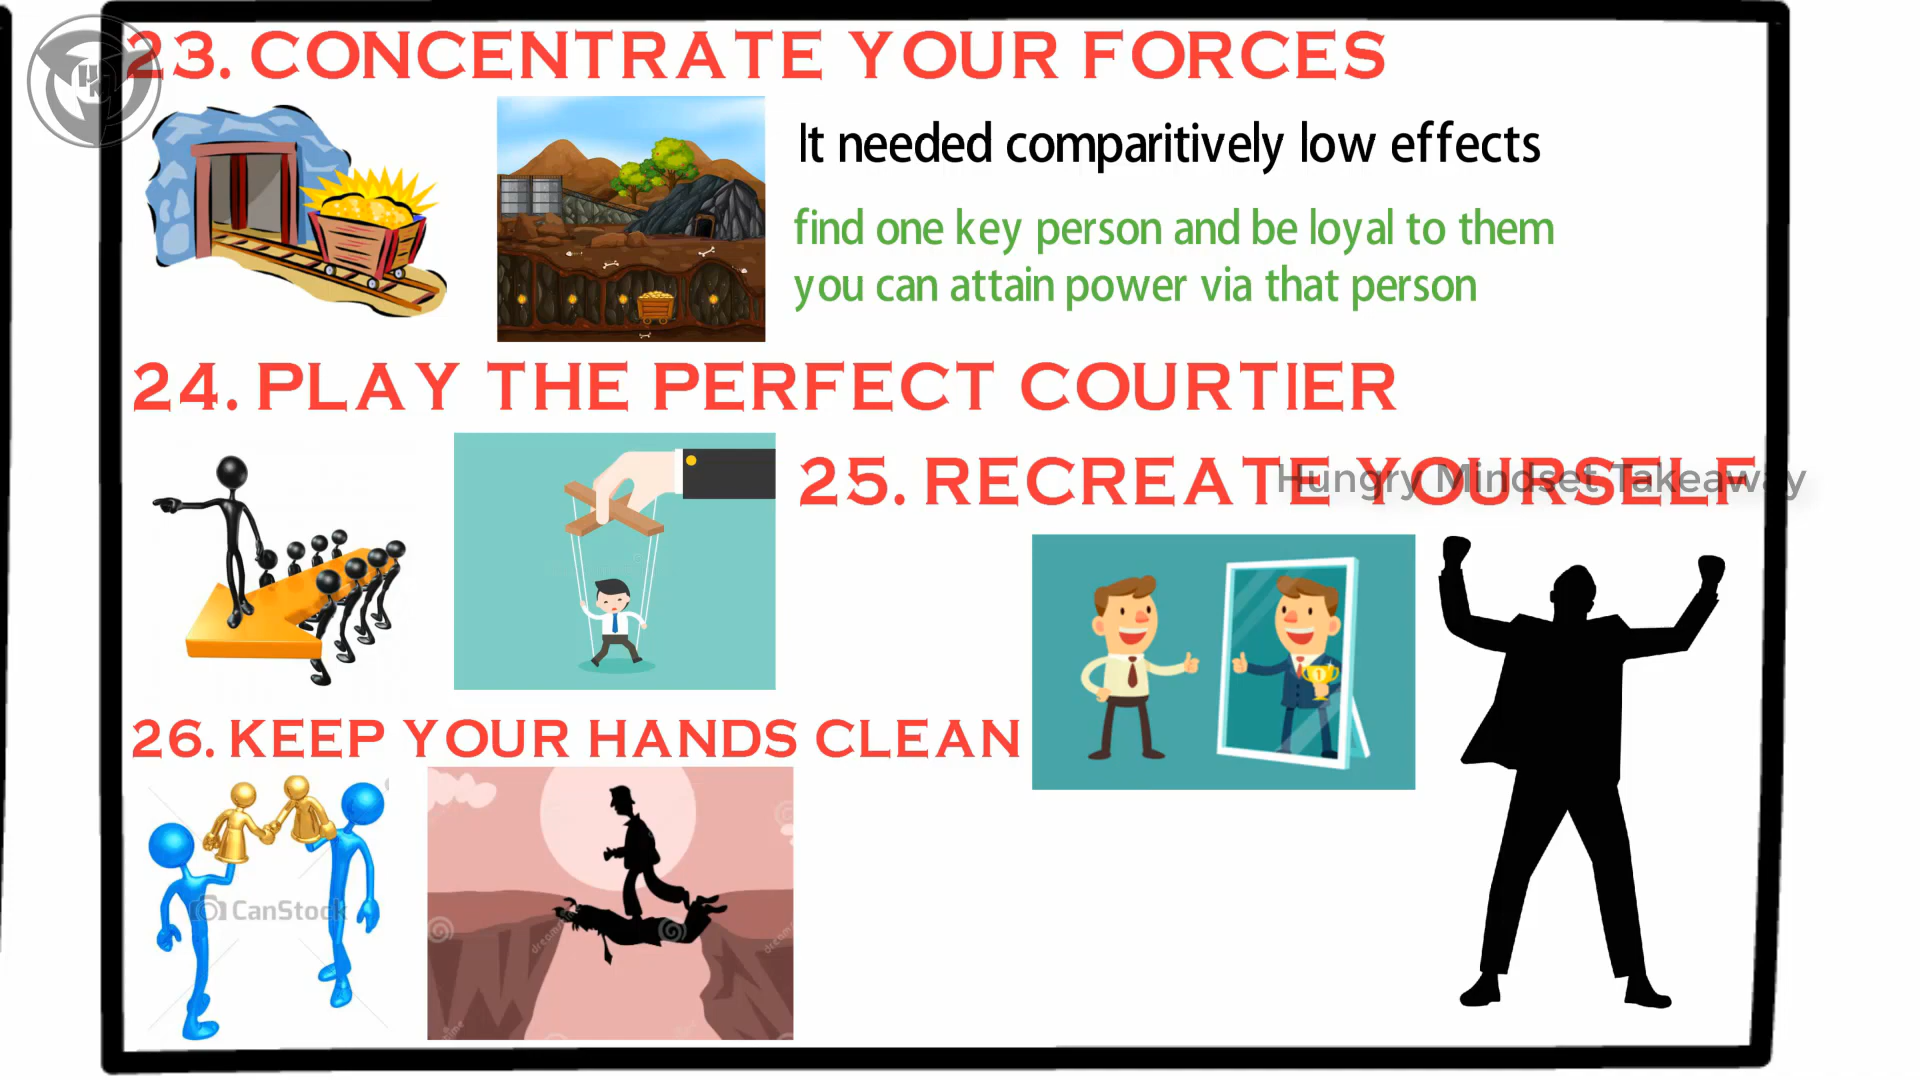 23. CONCENTRATE YOUR FORCES
It needed comparitively low effects
find one key person and be loyal to them
you can attain power via that person
24. PLAY THE PERFECT COURTIER
25. RECREATE YOURSELF
Hungry Mindset Takeaway
26. KEEP YOUR HANDS CLEAN
CanStock
dreamstime